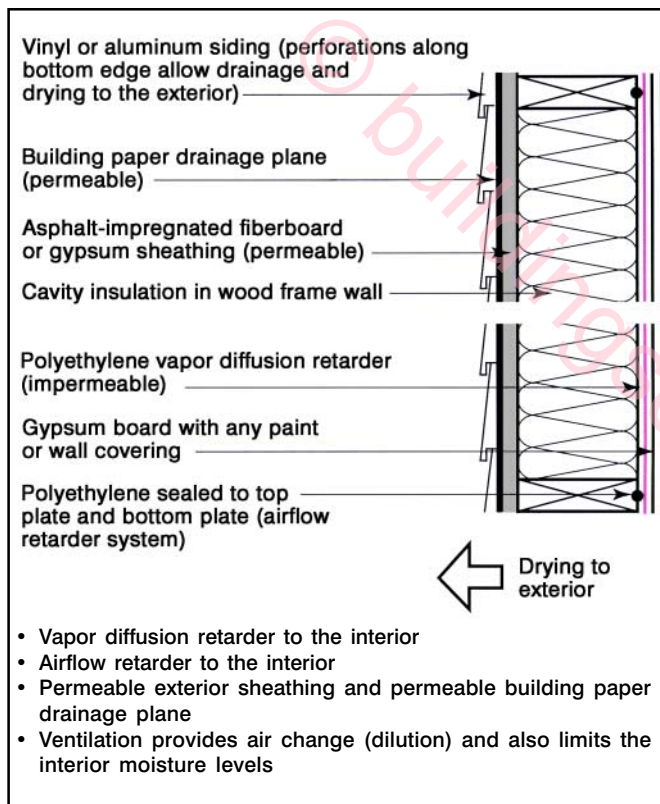 Vinyl or aluminum siding (perforations along
bottom edge allow drainage and
drying to the exterior)
Building paper drainage plane
(permeable)
Asphalt-impregnated fiberboard
or gypsum sheathing (permeable)
Cavity insulation in wood frame wall
Polyethylene vapor diffusion retarder
(impermeable)
Gypsum board with any paint
or wall covering
Polyethylene sealed to top
plate and bottom plate (airflow
retarder system)
Drying to
exterior
• Vapor diffusion retarder to the interior
• Airflow retarder to the interior
• Permeable exterior sheathing and permeable building paper
drainage plane
• Ventilation provides air change (dilution) and also limits the
interior moisture levels